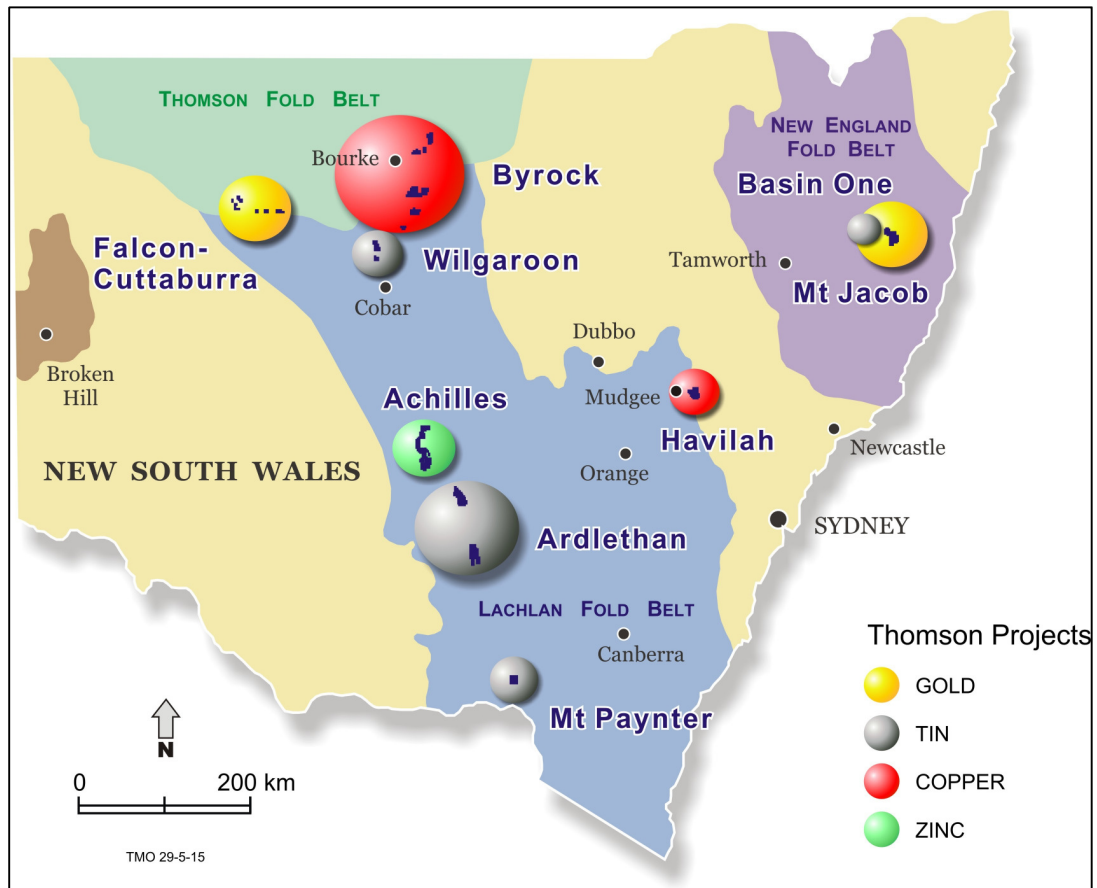 THOMSON FOLD BELT
NEW ENGLAND
FOLD BELT
Bourke
Byrock
Basin One
Falcon-
Cuttaburra
Wilgaroon
Tamworth
Mt Jacob
Cobar
Dubbo
Broken
Hill
Achilles
Mudgee
Havilah
Newcastle
Orange
NEW SOUTH WALES
SYDNEY
Ardlethan
LACHLAN FOLD BELT
Canberra
Mt Paynter
Thomson Projects
GOLD
TIN
COPPER
ZINC
N
0 200 km
TMO 29-5-15